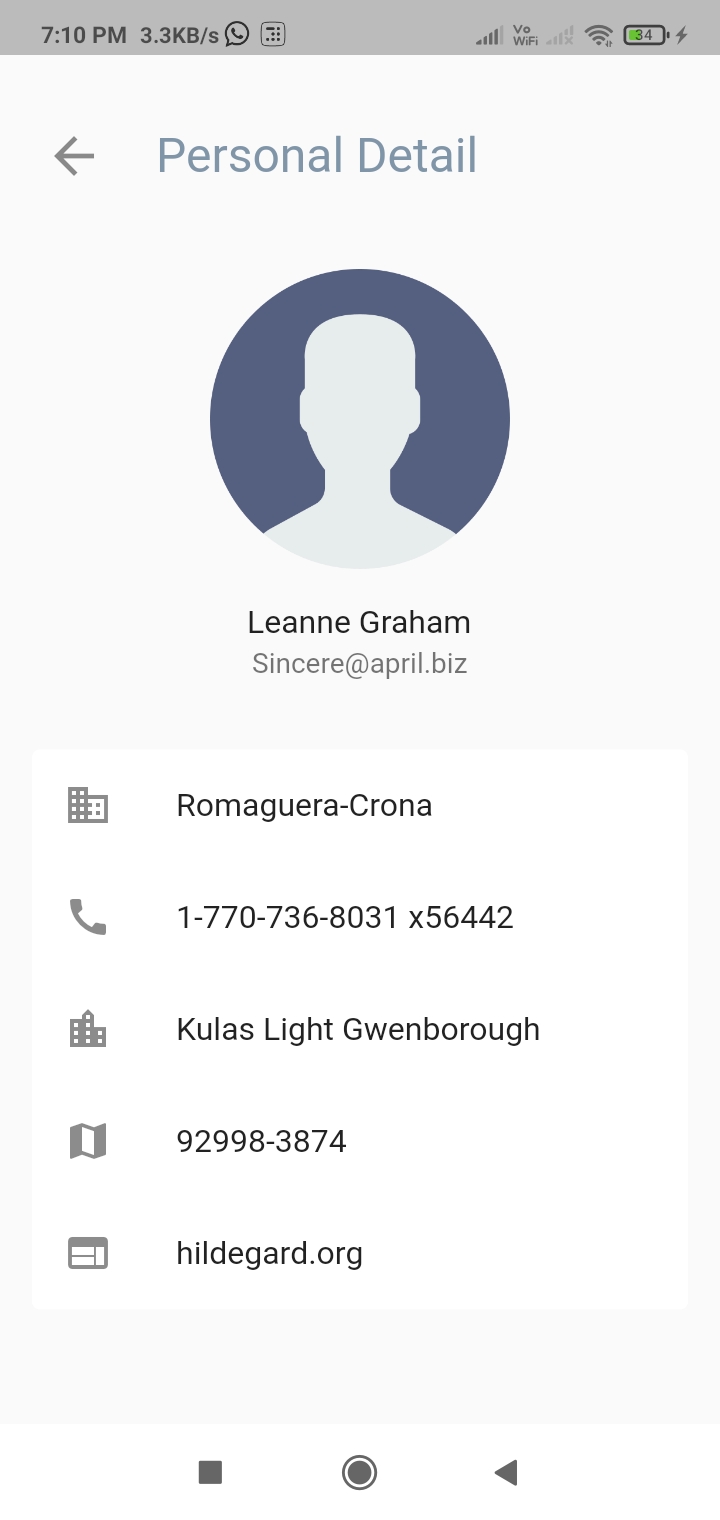 7:10 PM 3.3KB/s Vo WiFi 34
Personal Detail
Leanne Graham
Sincere@april.biz
Romaguera-Crona
1-770-736-8031 x56442
Kulas Light Gwenborough
92998-3874
hildegard.org